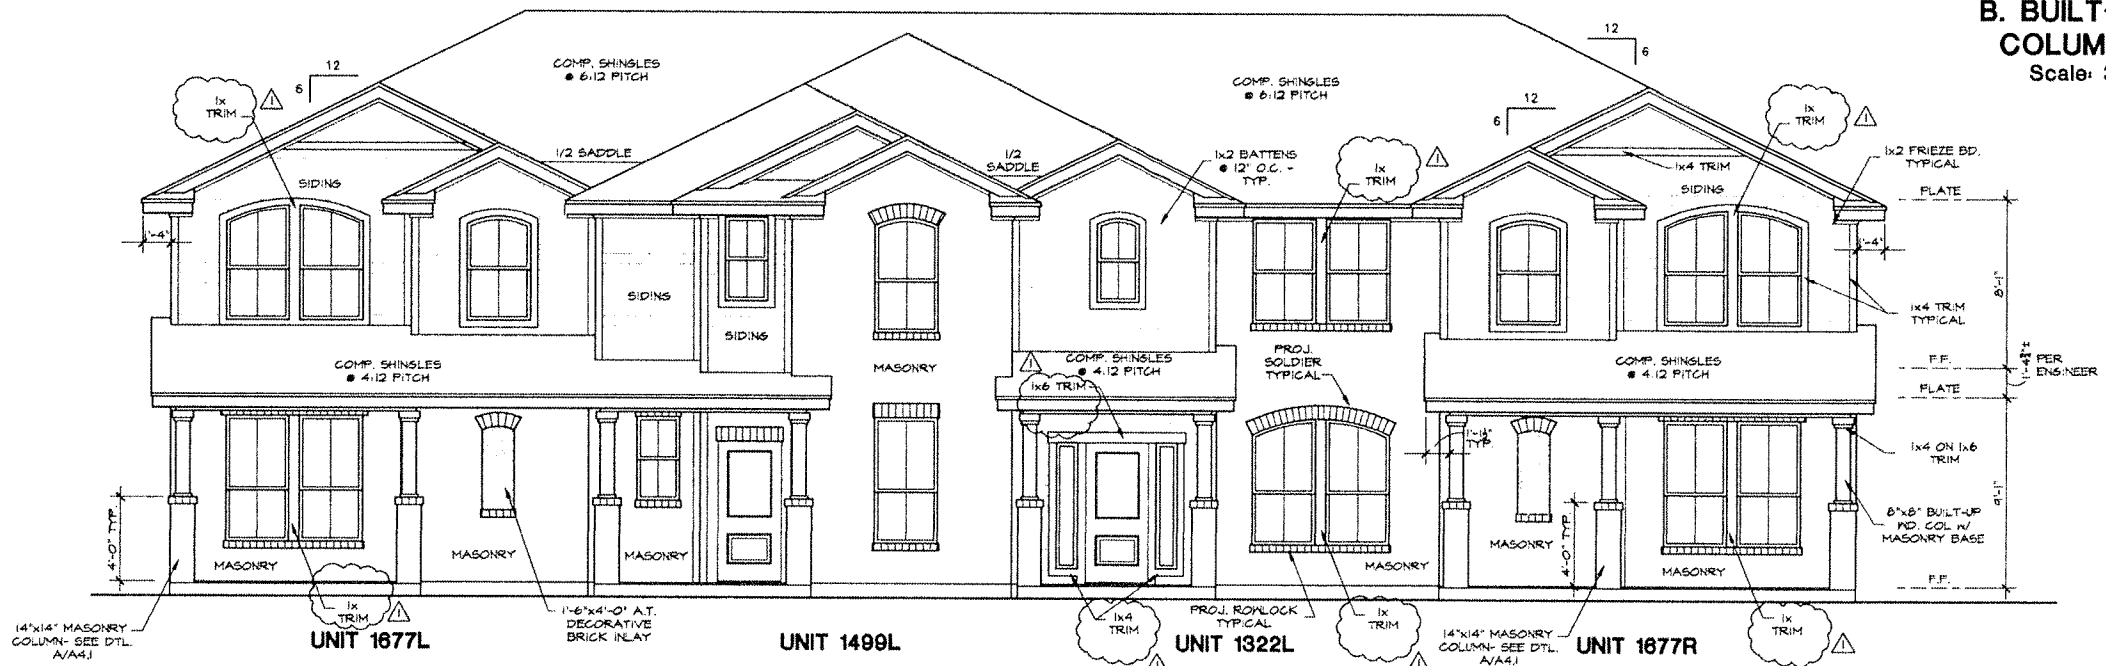 B. BUILT-
COLUM
Scale: 3
12
6
12
6
12
6
COMP. SHINGLES
@ 6:12 PITCH
COMP. SHINGLES
@ 6:12 PITCH
1x
TRIM
1
1x
TRIM
1
1x
TRIM
1
1/2 SADDLE
1/2
SADDLE
1x2 BATTENS
@ 12" O.C. -
TYP.
1x4 TRIM
1x2 FRIEZE BD.
TYPICAL
SIDING
SIDING
PLATE
1'-4"
1'-4"
8'-1"
SIDING
SIDING
MASONRY
1x4 TRIM
TYPICAL
COMP. SHINGLES
@ 4:12 PITCH
1
COMP. SHINGLES
@ 4:12 PITCH
1x6 TRIM
PROJ.
SOLDIER
TYPICAL
COMP. SHINGLES
@ 4:12 PITCH
F.F.
PER
ENGINEER
PLATE
TYP.
1x4 ON 1x6
TRIM
9'-1"
4'-0" TYP.
4'-0" TYP.
8"x8" BUILT-UP
WD. COL W/
MASONRY BASE
MASONRY
MASONRY
MASONRY
MASONRY
MASONRY
MASONRY
F.F.
14"x14" MASONRY
COLUMN- SEE DTL.
A/A4.1
1x
TRIM
1
1'-6"x4'-0" A.T.
DECORATIVE
BRICK INLAY
1x4
TRIM
1
PROJ. ROWLOCK
TYPICAL
1x
TRIM
1
14"x14" MASONRY
COLUMN- SEE DTL.
A/A4.1
1x
TRIM
1
UNIT 1677L
UNIT 1499L
UNIT 1322L
UNIT 1677R